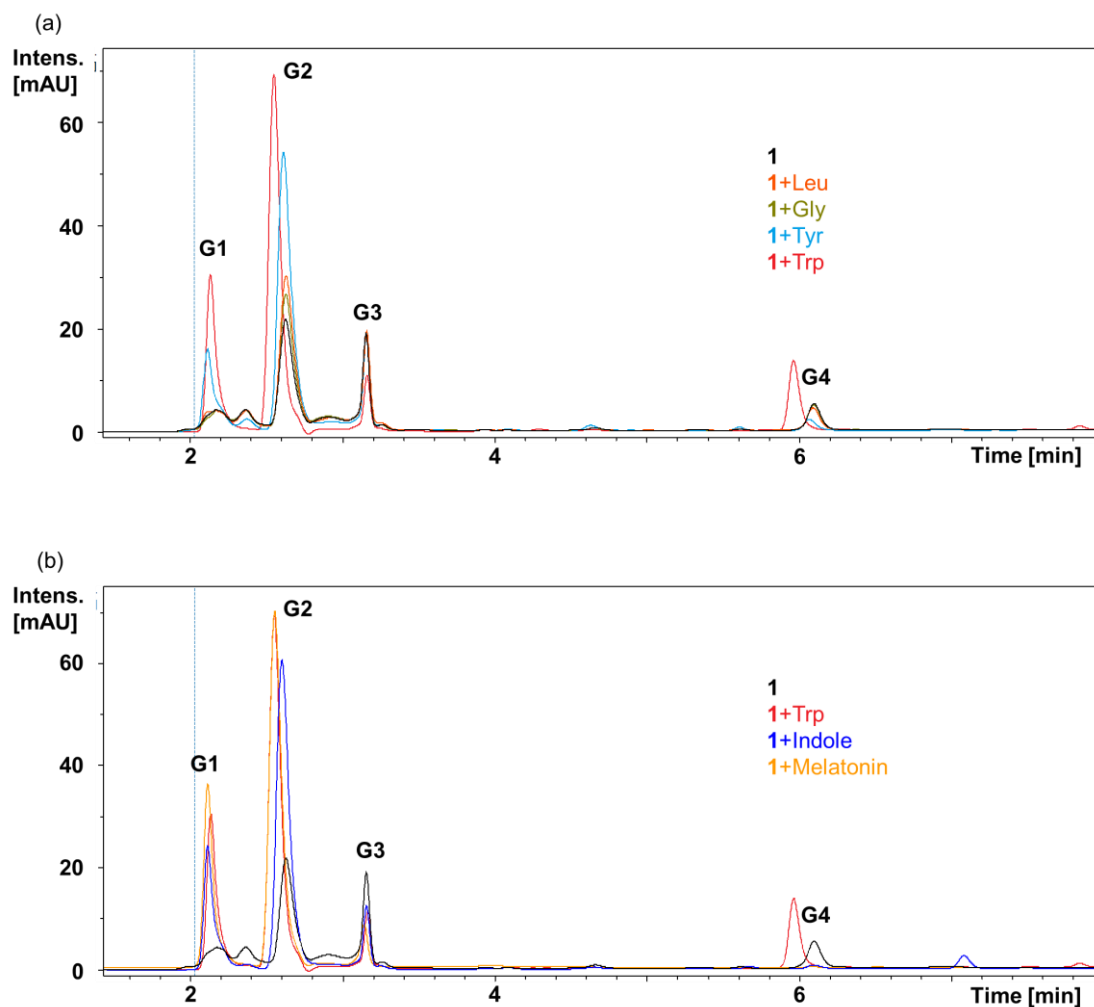 (a)
Intens.
[mAU]
G2
60
1
1+Leu
1+Gly
1+Tyr
1+Trp
40
G1
G3
20
G4
0
2
4
6
Time [min]
(b)
Intens.
[mAU]
G2
60
1
1+Trp
1+Indole
1+Melatonin
40
G1
G3
20
G4
0
2
4
6
Time [min]